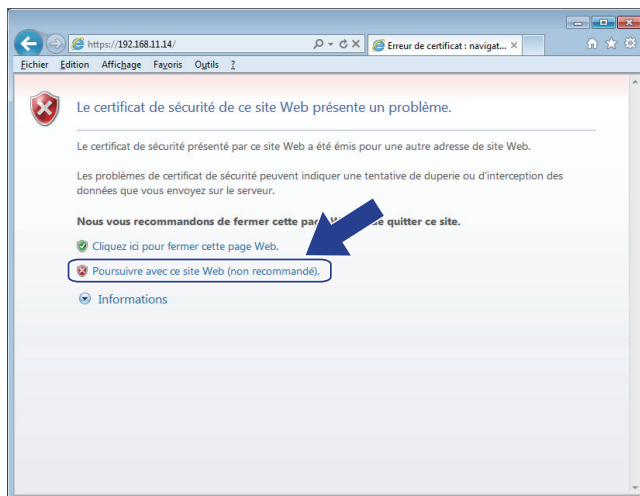 https://192.168.11.14/
Erreur de certificat : navigat...
Fichier Edition Affichage Favoris Outils ?
Le certificat de sécurité de ce site Web présente un problème.
Le certificat de sécurité présenté par ce site Web a été émis pour une autre adresse de site Web.
Les problèmes de certificat de sécurité peuvent indiquer une tentative de duperie ou d'interception des
données que vous envoyez sur le serveur.
Nous vous recommandons de fermer cette page de quitter ce site.
Cliquez ici pour fermer cette page Web.
Poursuivre avec ce site Web (non recommandé).
Informations